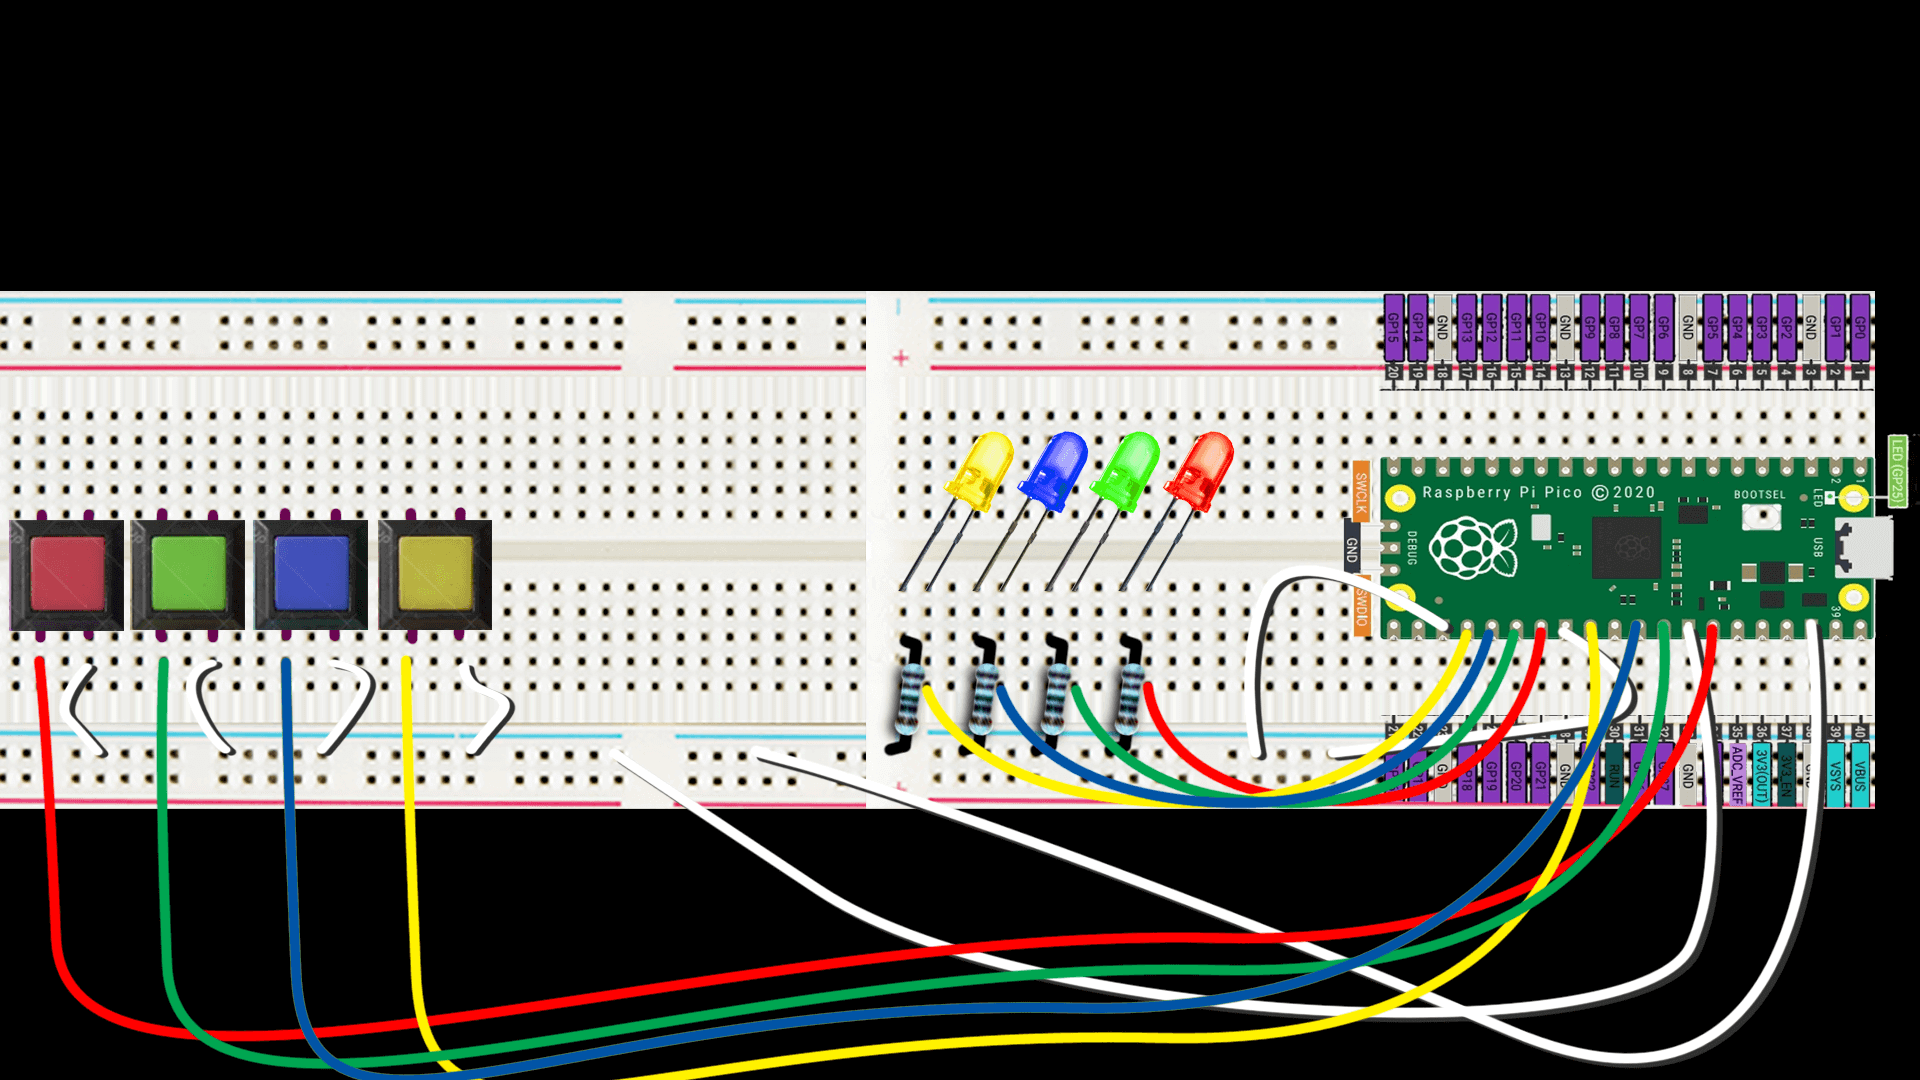 GP15 GP14 GND GP13 GP12 GP11 GP10 GND GP9 GP8 GP7 GP6 GND GP5 GP4 GP3 GP2 GND GP1 GP0
20 19 18 17 16 15 14 13 12 11 10 9 8 7 6 5 4 3 2 1
SWCLK
GND
SWDIO
DEBUG
Raspberry Pi Pico ©2020
BOOTSEL
LED
USB
2
1
39
LED (GP25)
30 35 36 37 39 40
GP18 GP19 GP20 GP21 GND RUN GND ADC_VREF 3V3(OUT) 3V3_EN VSYS VBUS